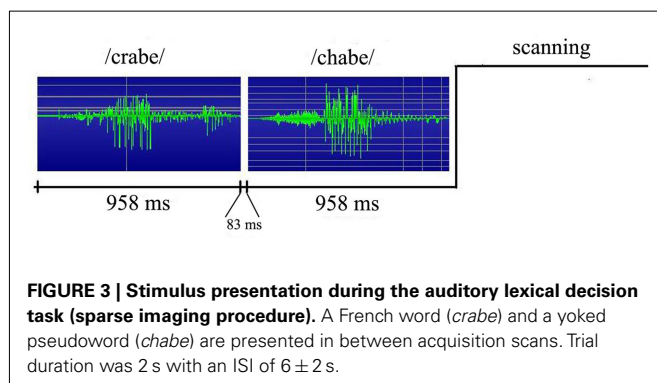 /crabe/ /chabe/ scanning
958 ms 958 ms
83 ms
FIGURE 3 | Stimulus presentation during the auditory lexical decision
task (sparse imaging procedure). A French word (crabe) and a yoked
pseudoword (chabe) are presented in between acquisition scans. Trial
duration was 2 s with an ISI of 6 ± 2 s.